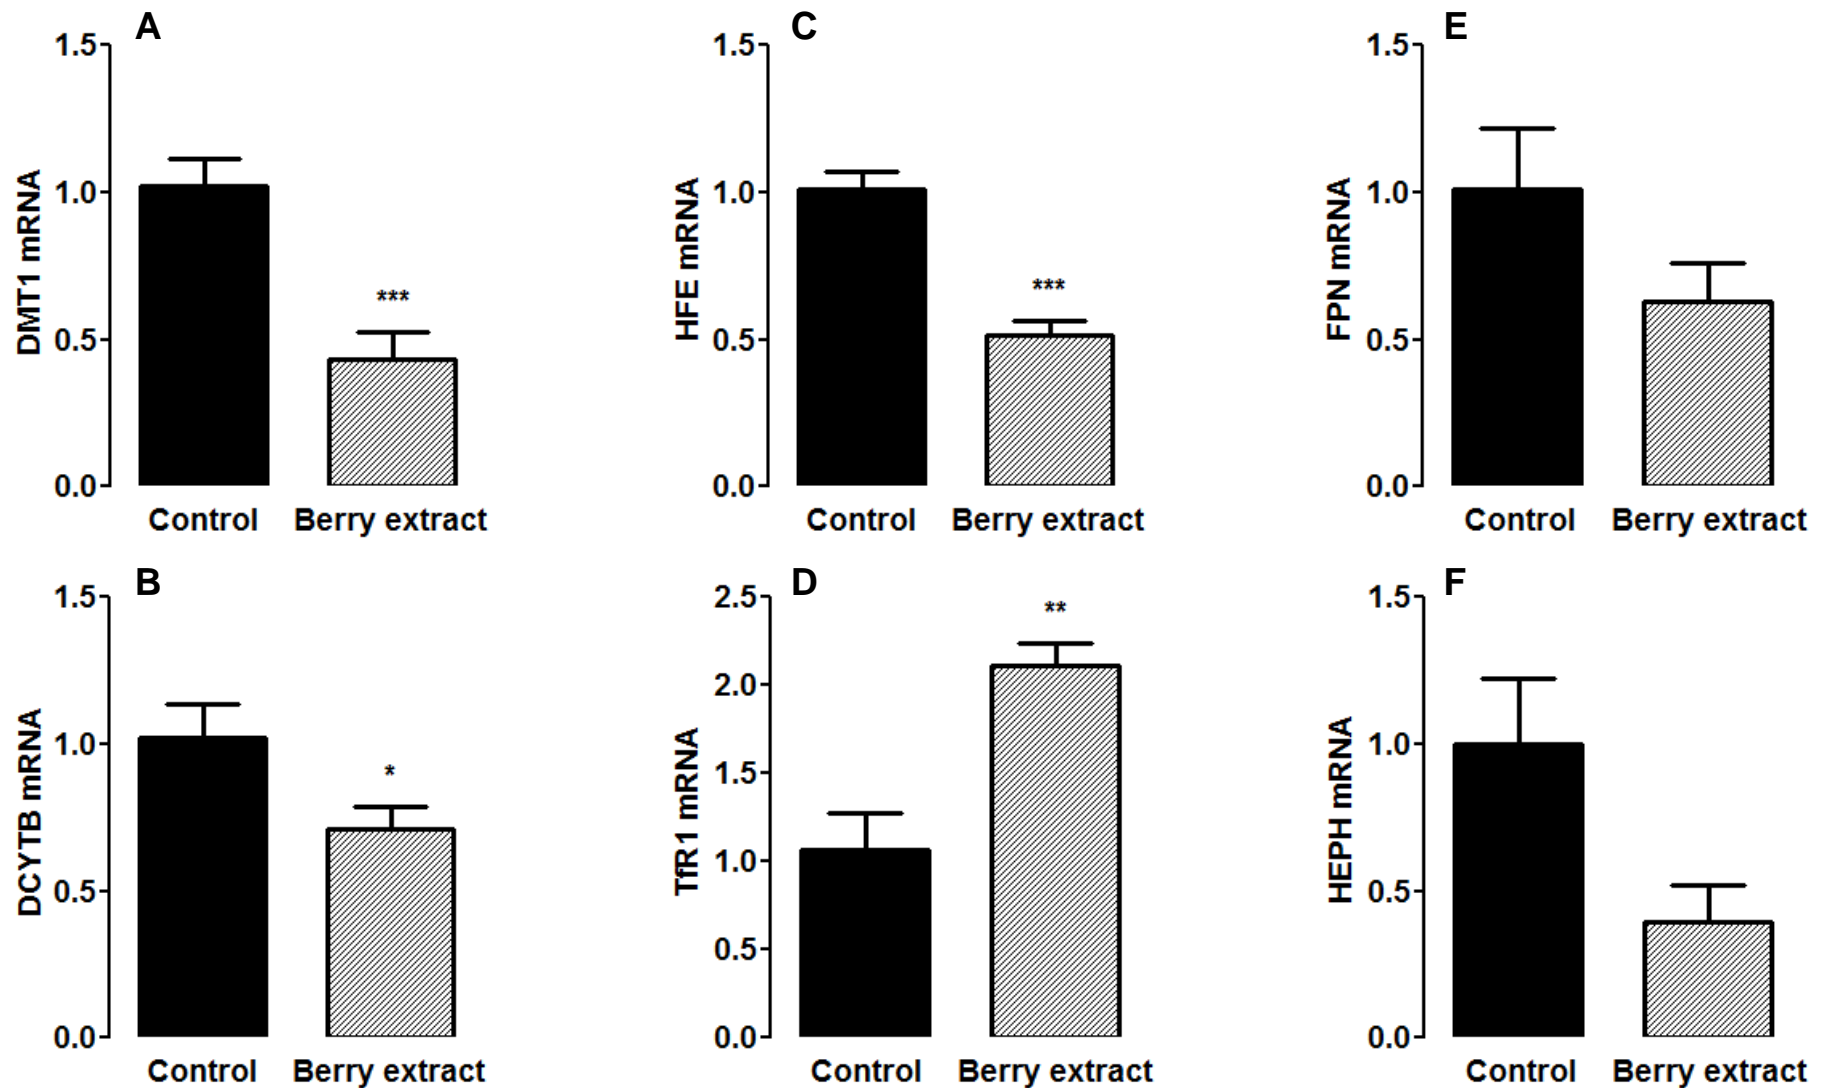 A
1.5
1.0
0.5
0.0
DMT1 mRNA
***
Control Berry extract
C
1.5
1.0
0.5
0.0
HFE mRNA
***
Control Berry extract
E
1.5
1.0
0.5
0.0
FPN mRNA
Control Berry extract
B
1.5
1.0
0.5
0.0
DCYTB mRNA
*
Control Berry extract
D
2.5
2.0
1.5
1.0
0.5
0.0
TfR1 mRNA
**
Control Berry extract
F
1.5
1.0
0.5
0.0
HEPH mRNA
Control Berry extract